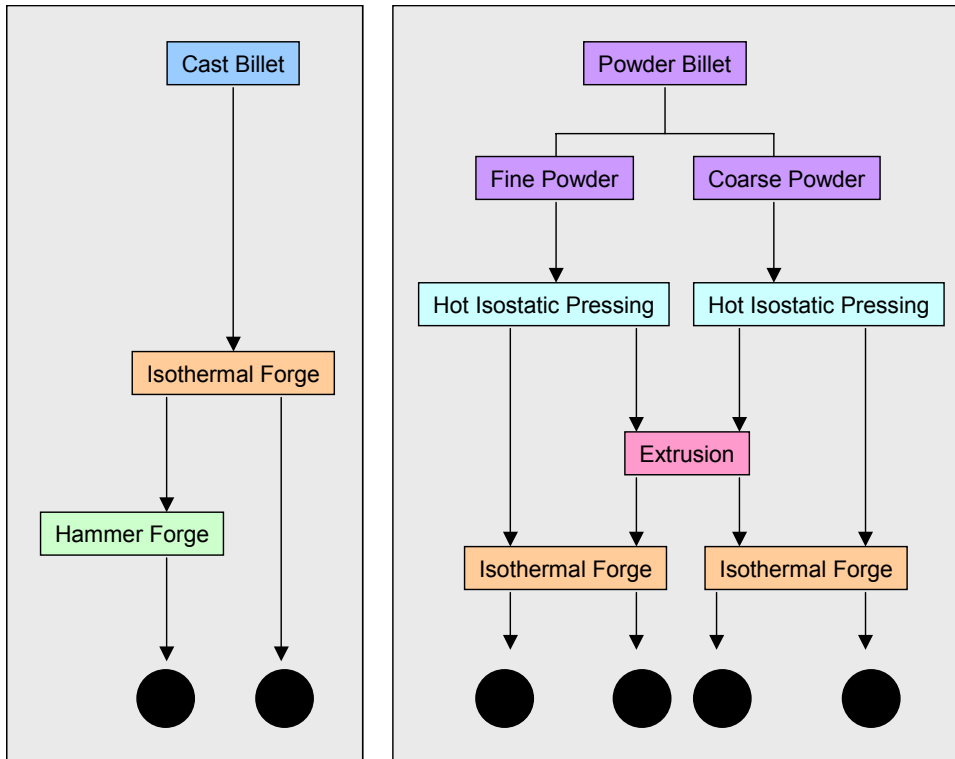 Cast Billet
Isothermal Forge
Hammer Forge
Powder Billet
Fine Powder
Coarse Powder
Hot Isostatic Pressing
Hot Isostatic Pressing
Extrusion
Isothermal Forge
Isothermal Forge